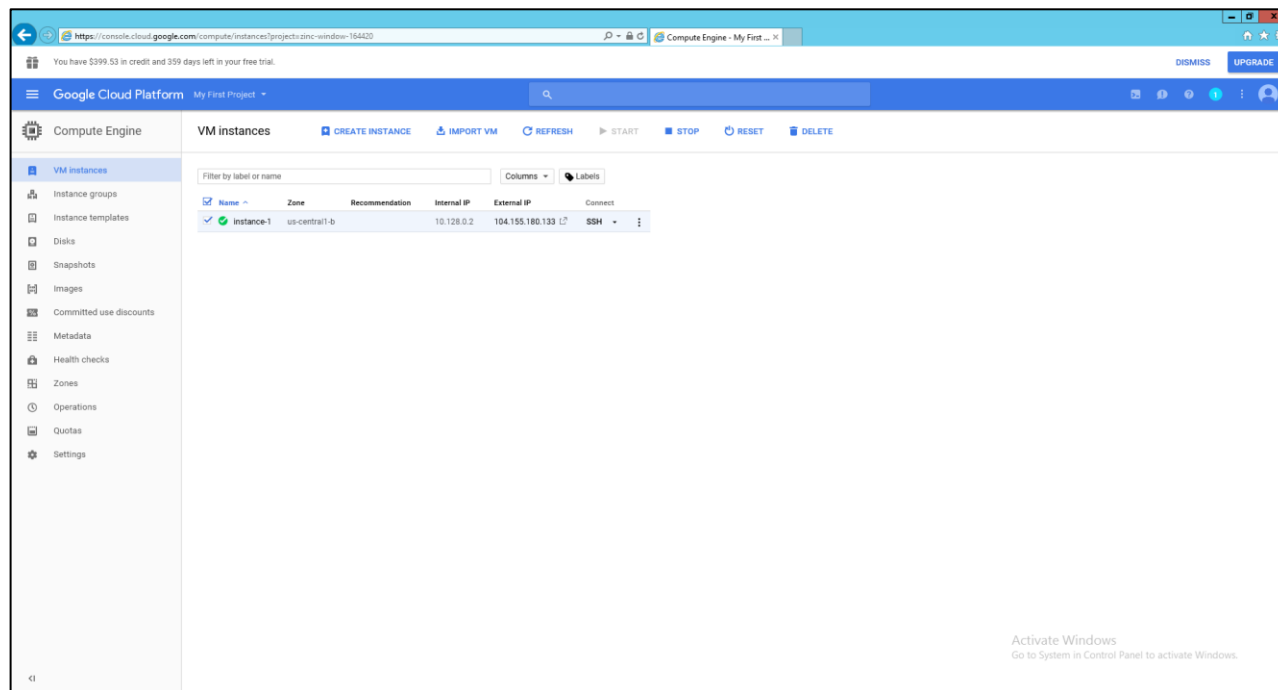 https://console.cloud.google.com/compute/instances?project=zinc-window-164420
Compute Engine - My First ...
You have $399.53 in credit and 359 days left in your free trial.
DISMISS
UPGRADE
Google Cloud Platform My First Project
Compute Engine
VM instances
CREATE INSTANCE
IMPORT VM
REFRESH
START
STOP
RESET
DELETE
VM instances
Instance groups
Instance templates
Disks
Snapshots
Images
Committed use discounts
Metadata
Health checks
Zones
Operations
Quotas
Settings
Filter by label or name
Columns
Labels
Name Zone Recommendation Internal IP External IP Connect
instance-1 us-central1-b 10.128.0.2 104.155.180.133 SSH
Activate Windows
Go to System in Control Panel to activate Windows.